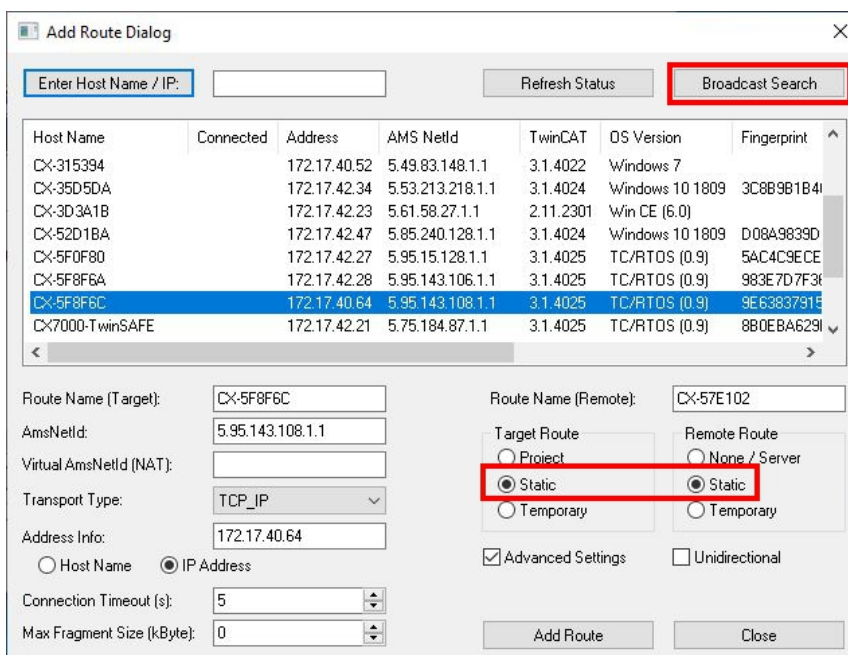 Add Route Dialog
Enter Host Name / IP: Refresh Status Broadcast Search
Host Name Connected Address AMS NetId TwinCAT OS Version Fingerprint
CX-315394 172.17.40.52 5.49.83.148.1.1 3.1.4022 Windows 7
CX-35D5DA 172.17.42.34 5.53.213.218.1.1 3.1.4024 Windows 10 1809 3C8B9B1B4
CX-3D3A1B 172.17.42.23 5.61.58.27.1.1 2.11.2301 Win CE (6.0)
CX-52D1BA 172.17.42.47 5.85.240.128.1.1 3.1.4024 Windows 10 1809 D08A9839D
CX-5F0F80 172.17.42.27 5.95.15.128.1.1 3.1.4025 TC/RTOS (0.9) 5AC4C9ECE
CX-5F8F6A 172.17.42.28 5.95.143.106.1.1 3.1.4025 TC/RTOS (0.9) 983E7D7F3
CX-5F8F6C 172.17.40.64 5.95.143.108.1.1 3.1.4025 TC/RTOS (0.9) 9E63837915
CX7000-TwinSAFE 172.17.42.21 5.75.184.87.1.1 3.1.4025 TC/RTOS (0.9) 8B0EBA629
Route Name (Target): CX-5F8F6C Route Name (Remote): CX-57E102
AmsNetId: 5.95.143.108.1.1 Target Route Remote Route
Virtual AmsNetId (NAT): Project None / Server
Transport Type: TCP_IP Static Static
Address Info: 172.17.40.64 Temporary Temporary
Host Name IP Address Advanced Settings Unidirectional
Connection Timeout (s): 5
Max Fragment Size (kByte): 0 Add Route Close